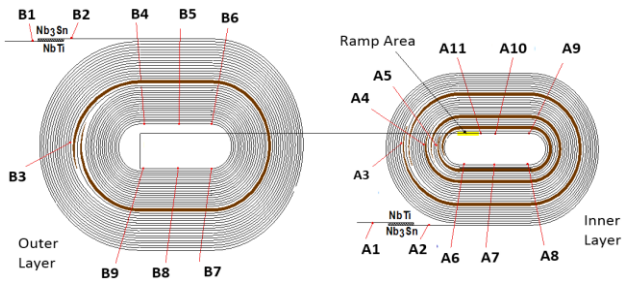 B1
B2
B4
B5
B6
Nb3Sn
NbTi
B3
Outer
Layer
B9
B8
B7
Ramp Area
A11
A10
A9
A5
A4
A3
NbTi
Nb3Sn
A1
A2
A6
A7
A8
Inner
Layer